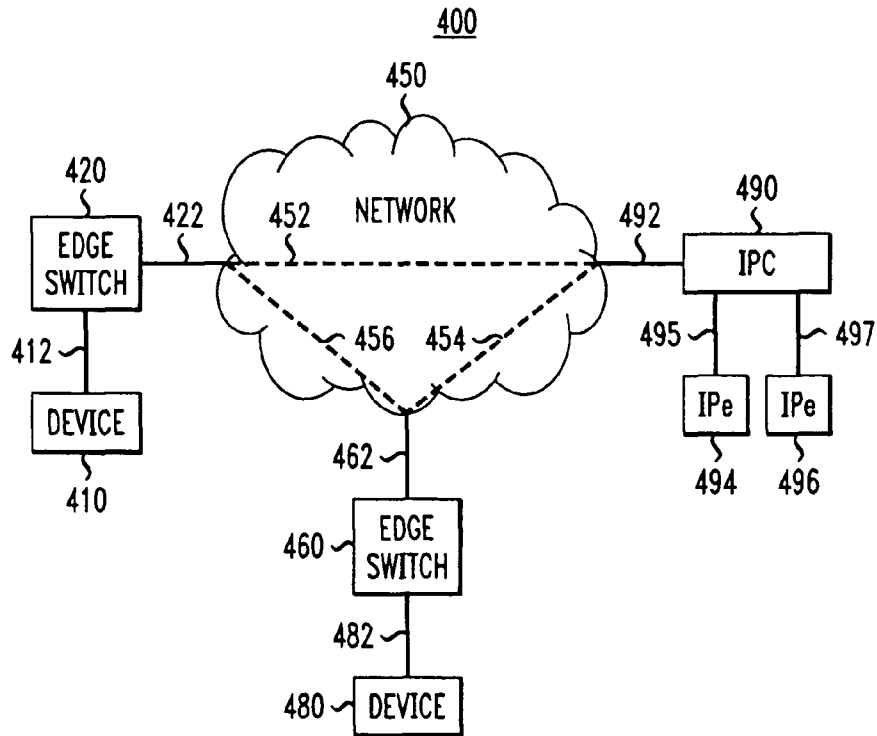 400
450
420
422
452
NETWORK
492
490
EDGE
SWITCH
IPC
412
456
454
495
497
DEVICE
IPe
IPe
410
462
494
496
460
EDGE
SWITCH
482
480
DEVICE